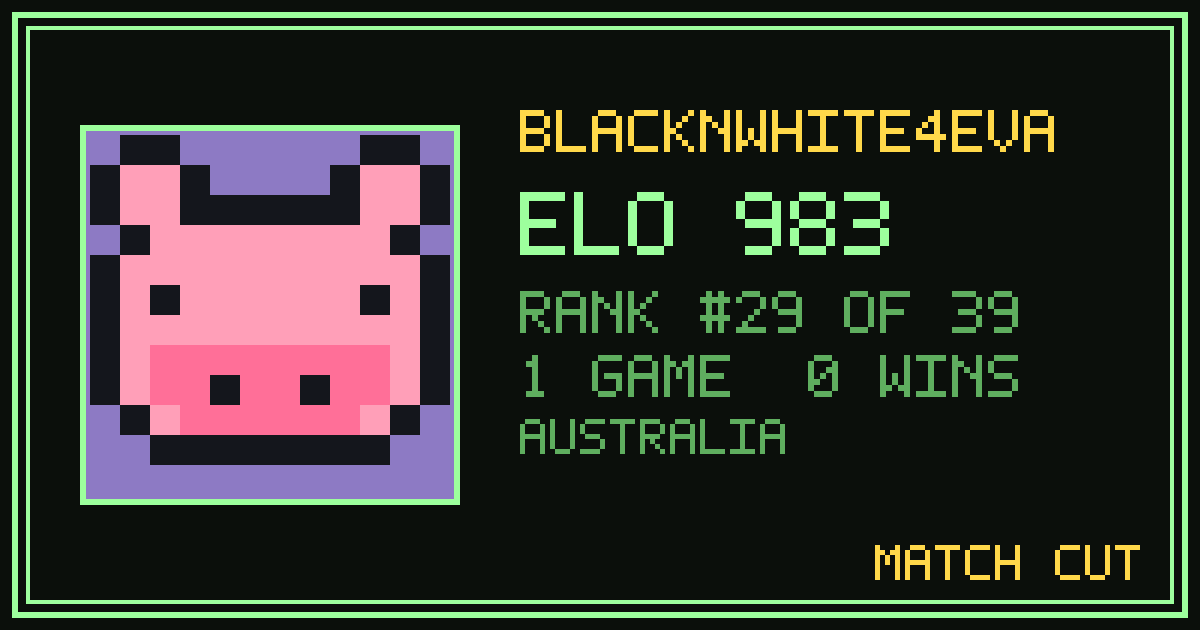 BLACKNWHITE4EVA
ELO 983
RANK #29 OF 39
1 GAME 0 WINS
AUSTRALIA
MATCH CUT